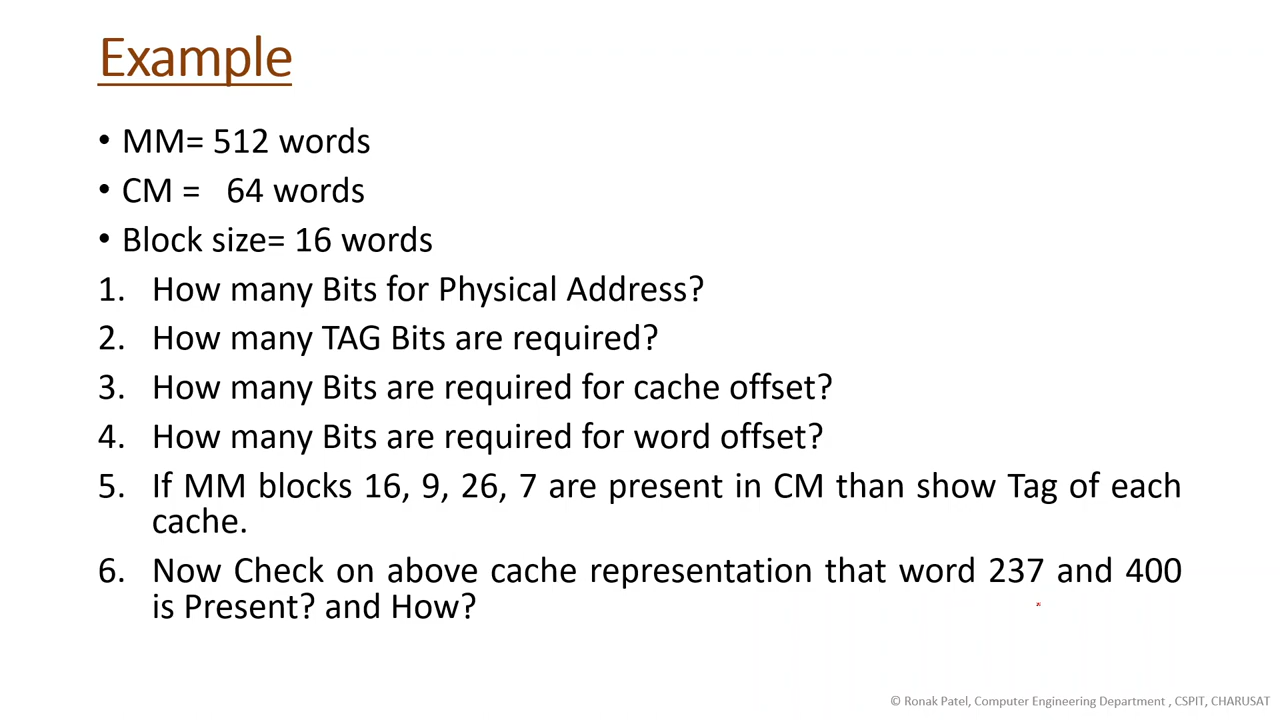 Example
• MM= 512 words
• CM = 64 words
• Block size= 16 words
1. How many Bits for Physical Address?
2. How many TAG Bits are required?
3. How many Bits are required for cache offset?
4. How many Bits are required for word offset?
5. If MM blocks 16, 9, 26, 7 are present in CM than show Tag of each
cache.
6. Now Check on above cache representation that word 237 and 400
is Present? and How?
© Ronak Patel, Computer Engineering Department , CSPIT, CHARUSAT